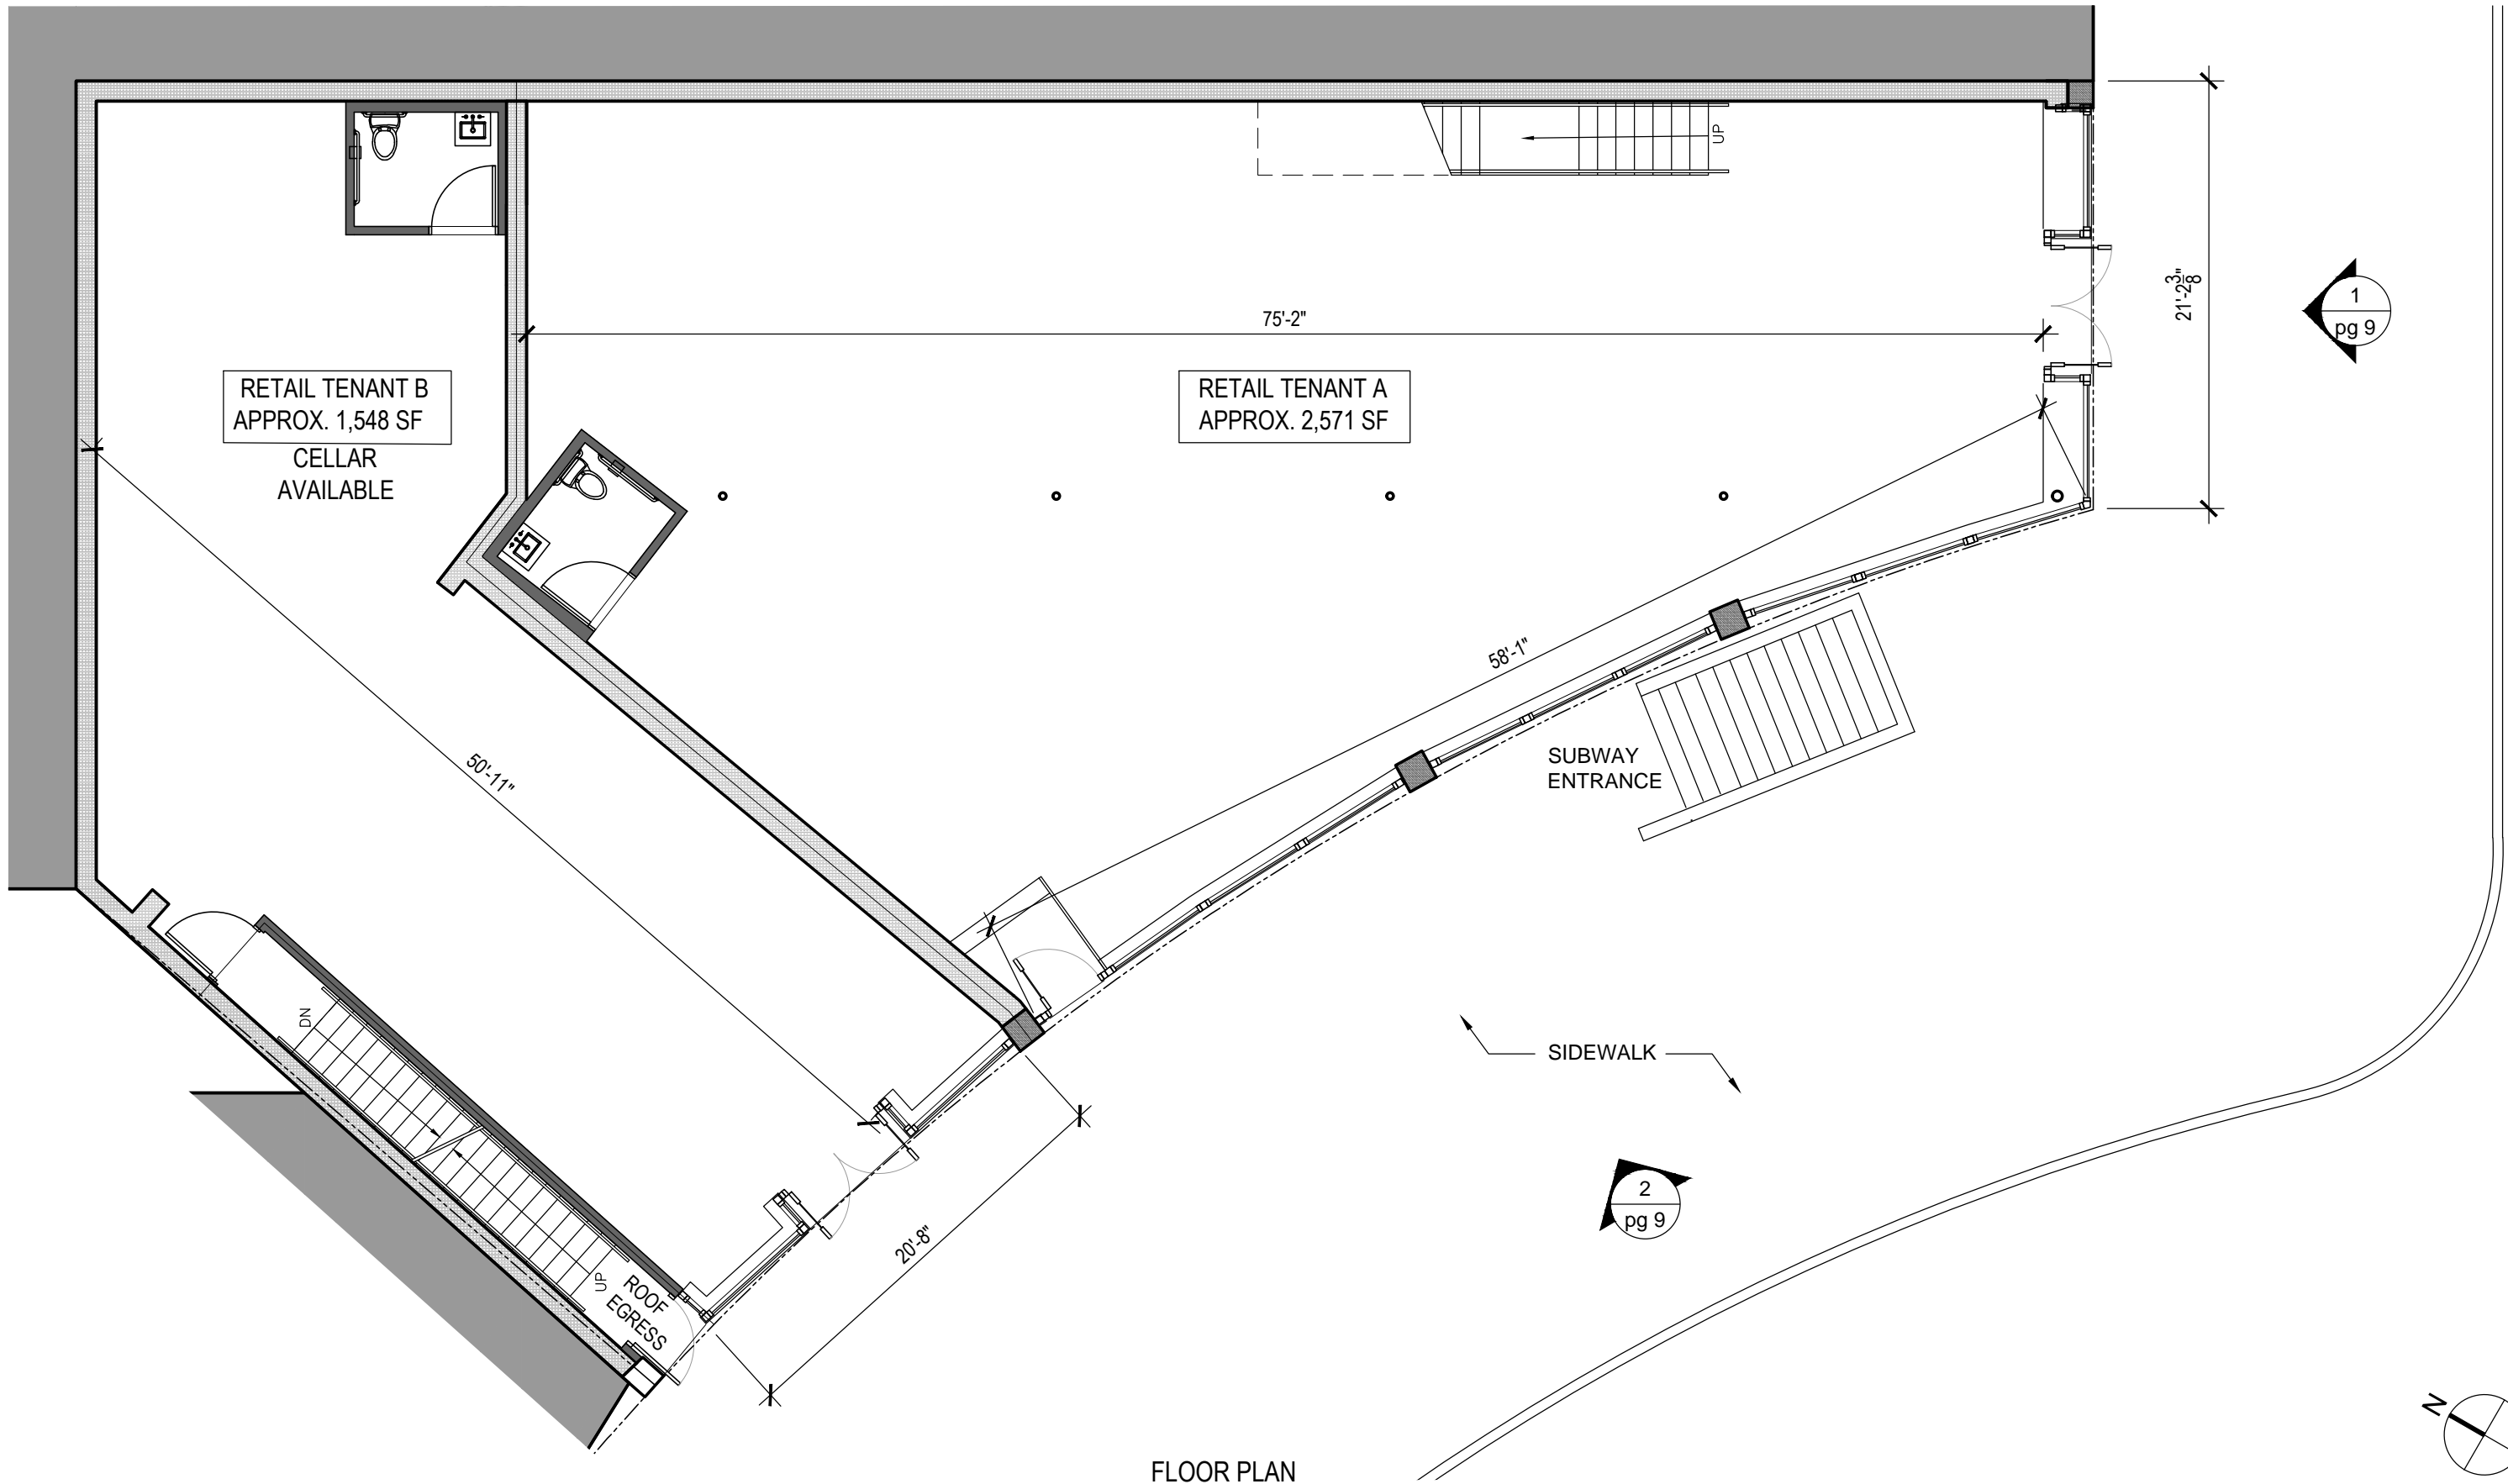 UP
21'-2 3/8"
1
pg 9
75'-2"
RETAIL TENANT B
APPROX. 1,548 SF
CELLAR
AVAILABLE
RETAIL TENANT A
APPROX. 2,571 SF
58'-1"
50'-11"
SUBWAY
ENTRANCE
DN
SIDEWALK
2
pg 9
20'-8"
UP
ROOF
EGRESS
N
FLOOR PLAN